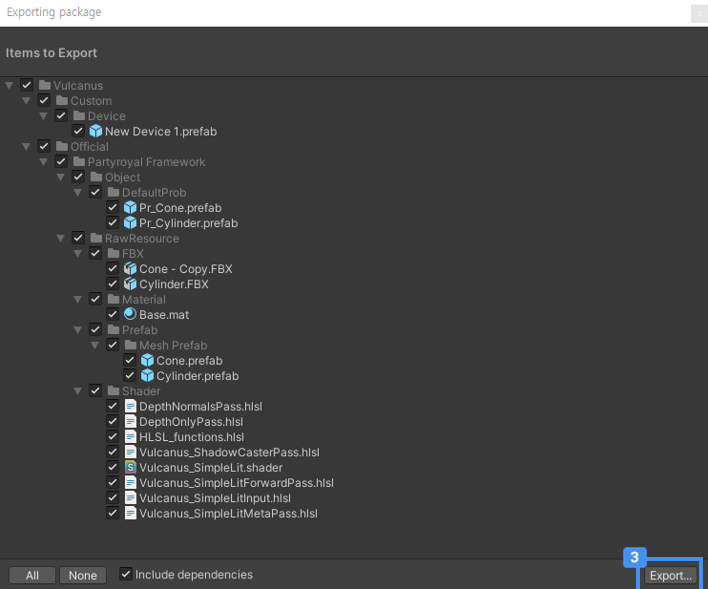 Exporting package
Items to Export
Vulcanus
Custom
Device
New Device 1.prefab
Official
Partyroyal Framework
Object
DefaultProb
Pr_Cone.prefab
Pr_Cylinder.prefab
RawResource
FBX
Cone - Copy.FBX
Cylinder.FBX
Material
Base.mat
Prefab
Mesh Prefab
Cone.prefab
Cylinder.prefab
Shader
DepthNormalsPass.hlsl
DepthOnlyPass.hlsl
HLSL_functions.hlsl
Vulcanus_ShadowCasterPass.hlsl
Vulcanus_SimpleLit.shader
Vulcanus_SimpleLitForwardPass.hlsl
Vulcanus_SimpleLitInput.hlsl
Vulcanus_SimpleLitMetaPass.hlsl
3
All None Include dependencies Export...